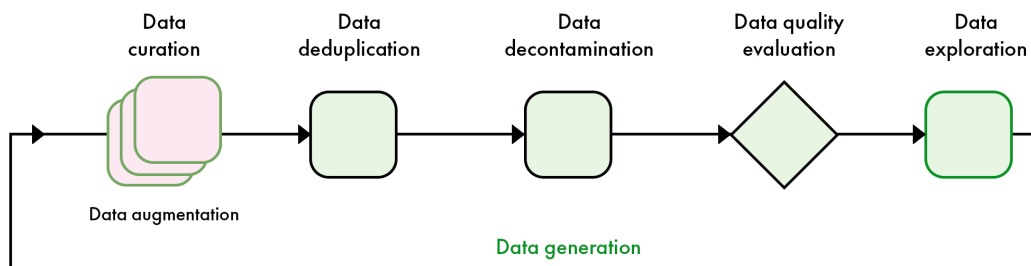 Data
curation
Data
deduplication
Data
decontamination
Data quality
evaluation
Data
exploration
Data augmentation
Data generation